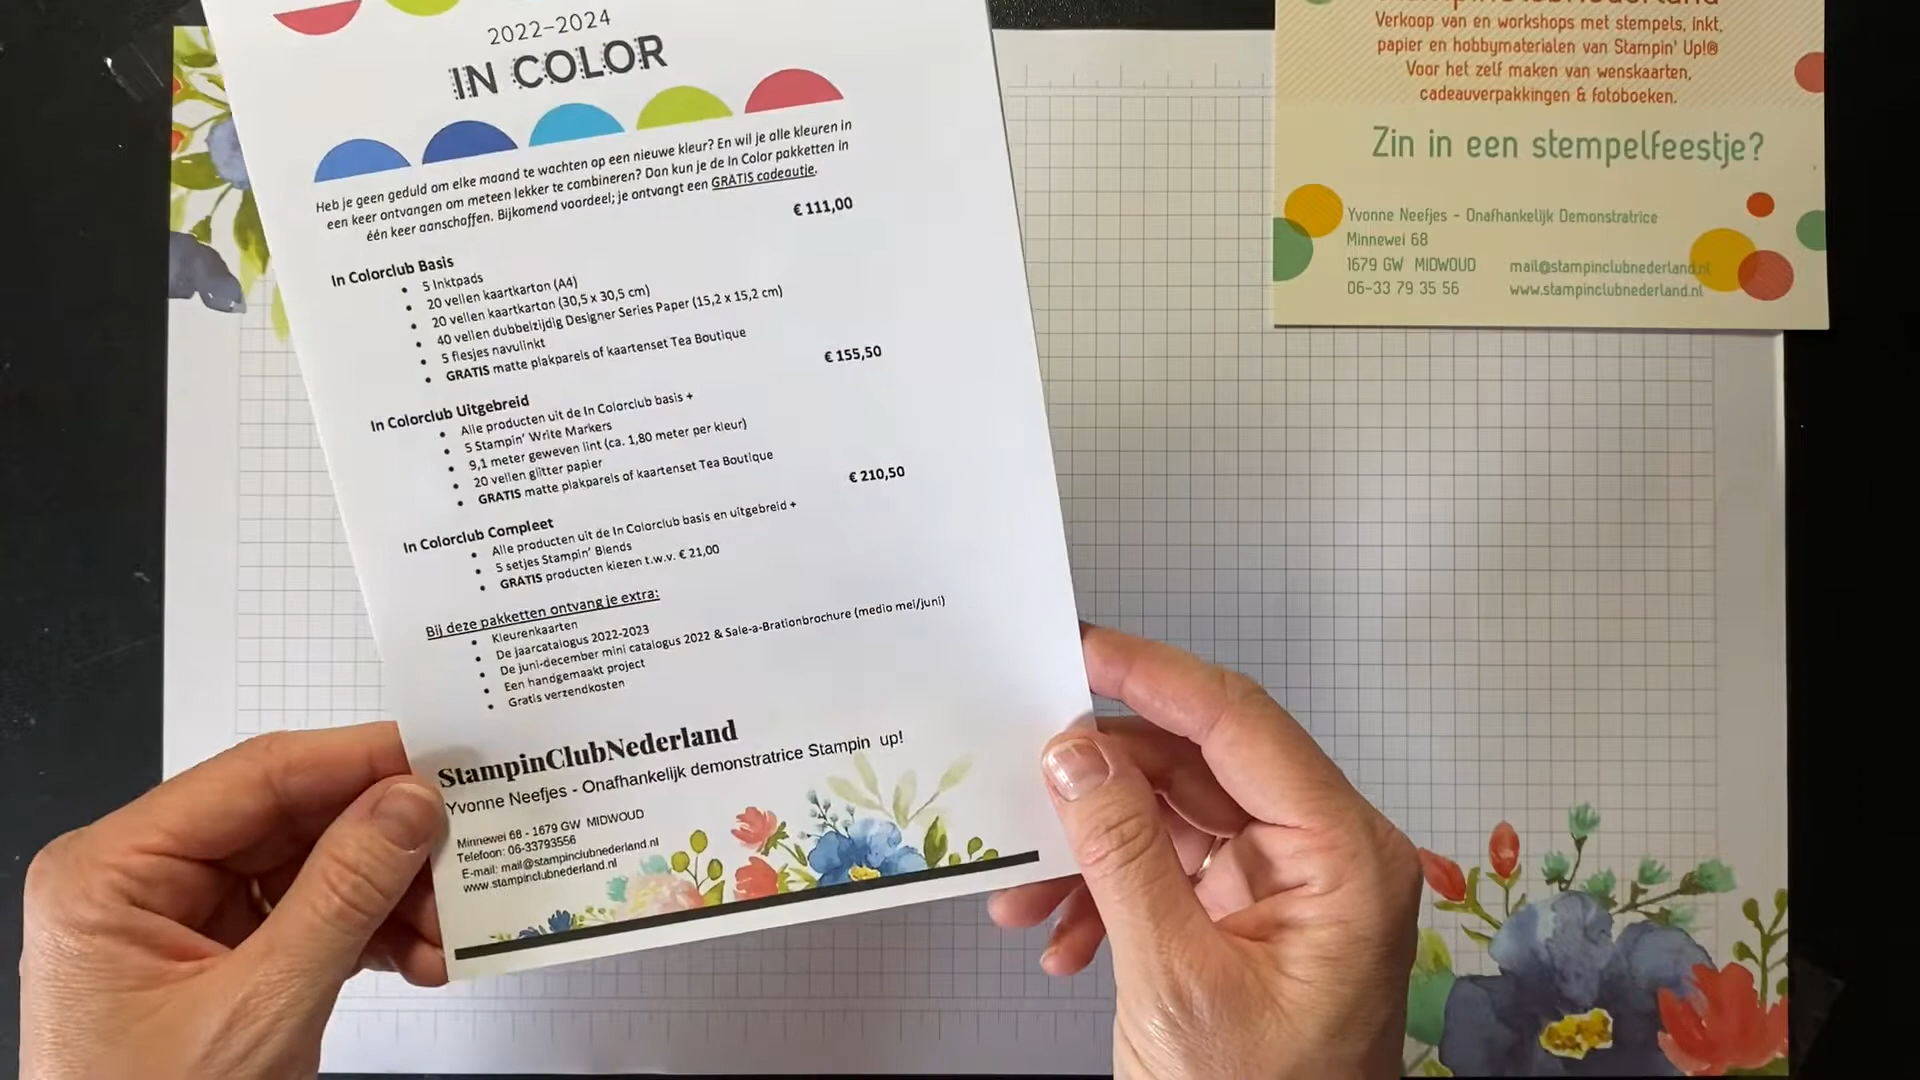 2022–2024
IN COLOR
Heb je geen geduld om elke maand te wachten op een nieuwe kleur? En wil je alle kleuren in
een keer ontvangen om meteen lekker te combineren? Dan kun je de In Color pakketten in
één keer aanschaffen. Bijkomend voordeel; je ontvangt een GRATIS cadeautje.
€ 111,00
In Colorclub Basis
• 5 Inktpads
• 20 vellen kaartkarton (A4)
• 20 vellen kaartkarton (30,5 x 30,5 cm)
• 40 vellen dubbelzijdig Designer Series Paper (15,2 x 15,2 cm)
• 5 flesjes navulinkt
• GRATIS matte plakparels of kaartenset Tea Boutique
€ 155,50
In Colorclub Uitgebreid
• Alle producten uit de In Colorclub basis +
• 5 Stampin' Write Markers
• 9,1 meter geweven lint (ca. 1,80 meter per kleur)
• 20 vellen glitter papier
• GRATIS matte plakparels of kaartenset Tea Boutique
€ 210,50
In Colorclub Compleet
• Alle producten uit de In Colorclub basis en uitgebreid +
• 5 setjes Stampin' Blends
• GRATIS producten kiezen t.w.v. € 21,00
Bij deze pakketten ontvang je extra:
• Kleurenkaarten
• De jaarcatalogus 2022-2023
• De juni-december mini catalogus 2022 & Sale-a-Brationbrochure (medio mei/juni)
• Een handgemaakt project
• Gratis verzendkosten
StampinClubNederland
Yvonne Neefjes - Onafhankelijk demonstratrice Stampin up!
Minnewei 68 - 1679 GW MIDWOUD
Telefoon: 06-33793556
E-mail: mail@stampinclubnederland.nl
www.stampinclubnederland.nl
StampinClubNederland
Verkoop van en workshops met stempels, inkt,
papier en hobbymaterialen van Stampin' Up!®
Voor het zelf maken van wenskaarten,
cadeauverpakkingen & fotoboeken.
Zin in een stempelfeestje?
Yvonne Neefjes - Onafhankelijk Demonstratrice
Minnewei 68
1679 GW MIDWOUD mail@stampinclubnederland.nl
06-33 79 35 56 www.stampinclubnederland.nl